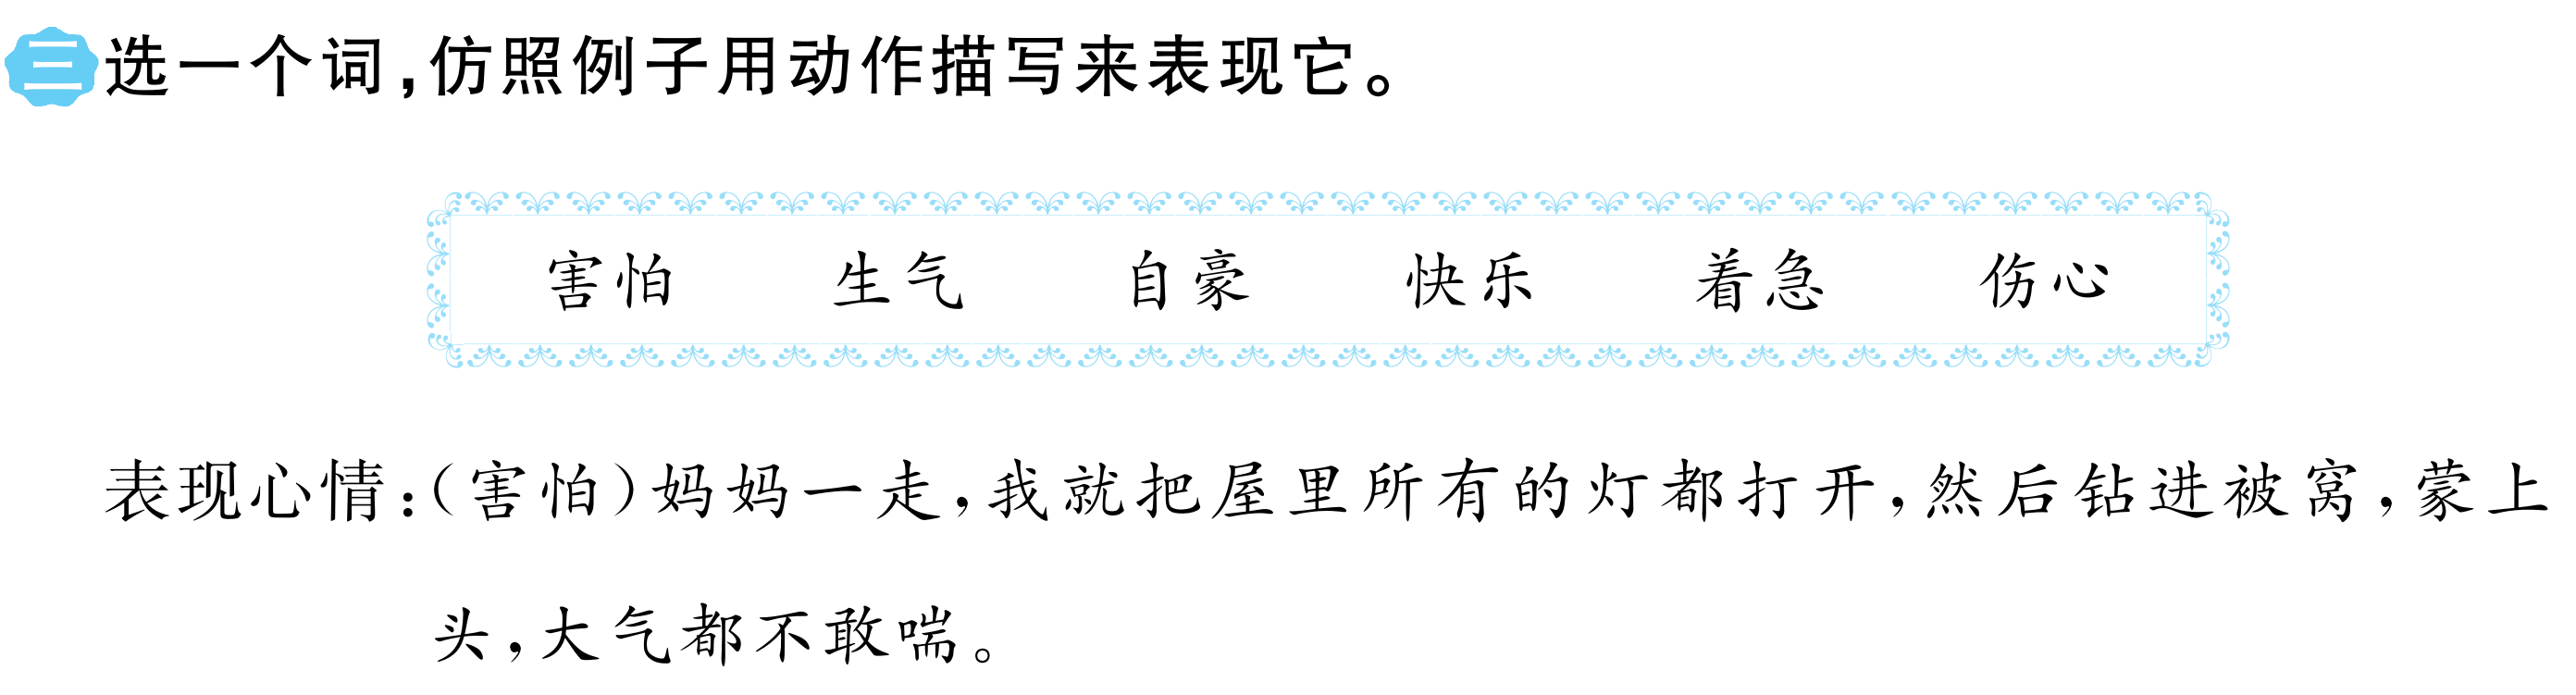 三 选一个词,仿照例子用动作描写来表现它。
害怕 生气 自豪 快乐 着急 伤心
表现心情:(害怕)妈妈一走,我就把屋里所有的灯都打开,然后钻进被窝,蒙上
头,大气都不敢喘。